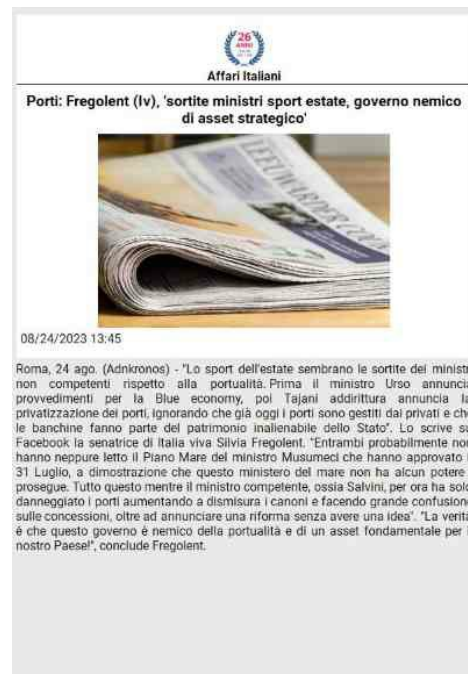 26
ANNI
Affari Italiani
Porti: Fregolent (Iv), 'sortite ministri sport estate, governo nemico
di asset strategico'
LEEUWARDER COU
08/24/2023 13:45
Roma, 24 ago. (Adnkronos) - "Lo sport dell'estate sembrano le sortite dei ministri
non competenti rispetto alla portualità. Prima il ministro Urso annuncia
provvedimenti per la Blue economy, poi Tajani addirittura annuncia la
privatizzazione dei porti, ignorando che già oggi i porti sono gestiti dai privati e che
le banchine fanno parte del patrimonio inalienabile dello Stato". Lo scrive su
Facebook la senatrice di Italia viva Silvia Fregolent. "Entrambi probabilmente non
hanno neppure letto il Piano Mare del ministro Musumeci che hanno approvato i
31 Luglio, a dimostrazione che questo ministero del mare non ha alcun potere-
prosegue. Tutto questo mentre il ministro competente, ossia Salvini, per ora ha solo
danneggiato i porti aumentando a dismisura i canoni e facendo grande confusione
sulle concessioni, oltre ad annunciare una riforma senza avere una idea". "La verità
è che questo governo è nemico della portualità e di un asset fondamentale per i
nostro Paese!", conclude Fregolent.